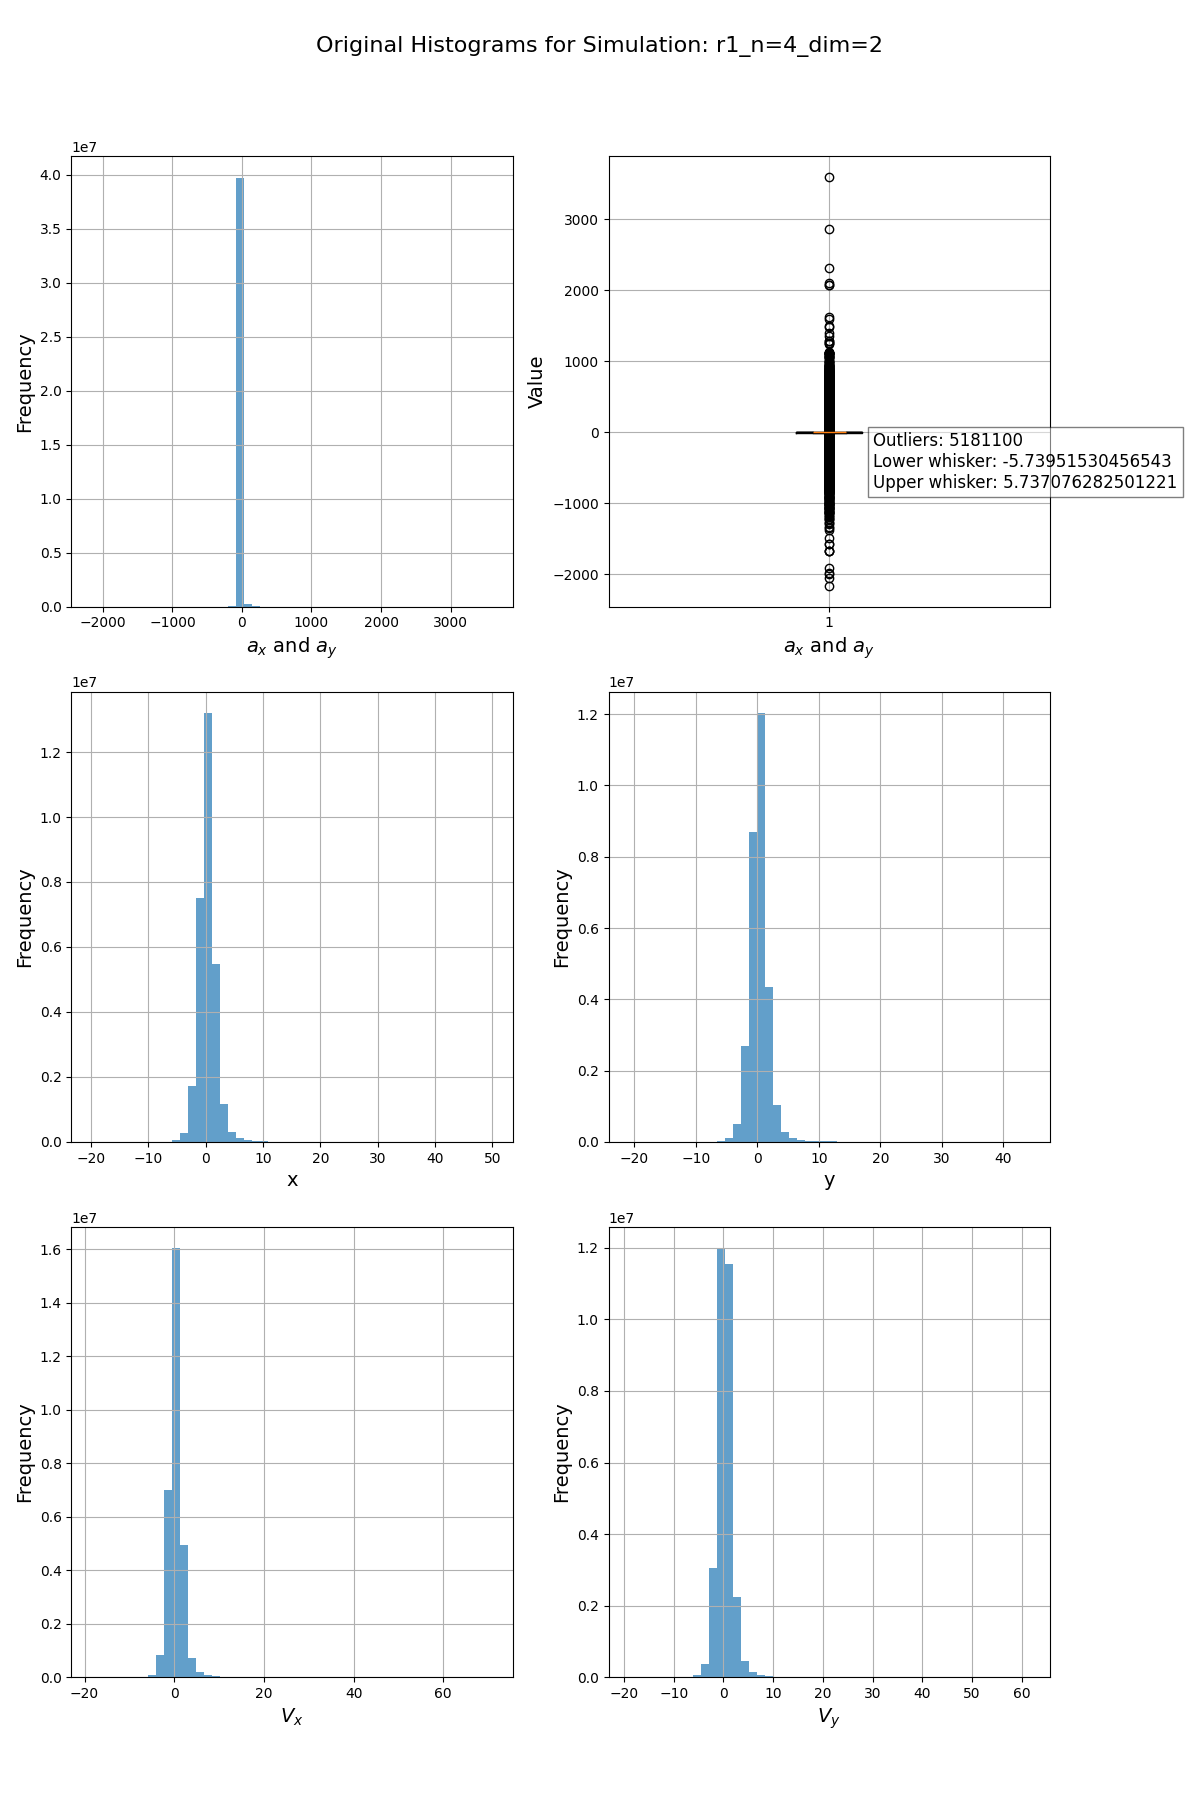 Original Histograms for Simulation: r1_n=4_dim=2
1e7
4.0
3.5
3.0
2.5
2.0
1.5
1.0
0.5
0.0
Frequency
−2000 −1000 0 1000 2000 3000
a_x and a_y
3000
2000
1000
0
−1000
−2000
Value
Outliers: 5181100
Lower whisker: -5.73951530456543
Upper whisker: 5.737076282501221
1
a_x and a_y
1e7
1.2
1.0
0.8
0.6
0.4
0.2
0.0
Frequency
−20 −10 0 10 20 30 40 50
x
1e7
1.2
1.0
0.8
0.6
0.4
0.2
0.0
Frequency
−20 −10 0 10 20 30 40
y
1e7
1.6
1.4
1.2
1.0
0.8
0.6
0.4
0.2
0.0
Frequency
−20 0 20 40 60
V_x
1e7
1.2
1.0
0.8
0.6
0.4
0.2
0.0
Frequency
−20 −10 0 10 20 30 40 50 60
V_y